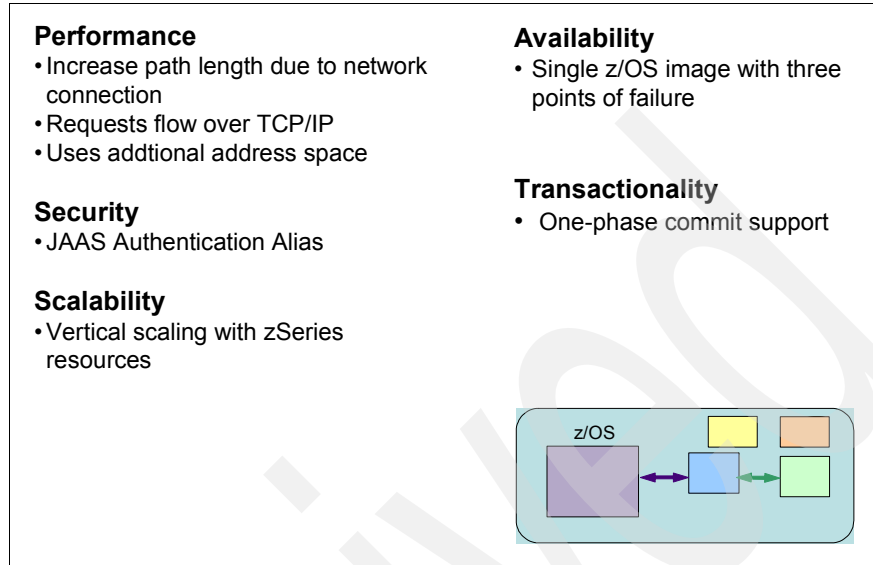 Performance
• Increase path length due to network
connection
• Requests flow over TCP/IP
• Uses addtional address space
Security
• JAAS Authentication Alias
Scalability
• Vertical scaling with zSeries
resources
Availability
• Single z/OS image with three
points of failure
Transactionality
• One-phase commit support
z/OS